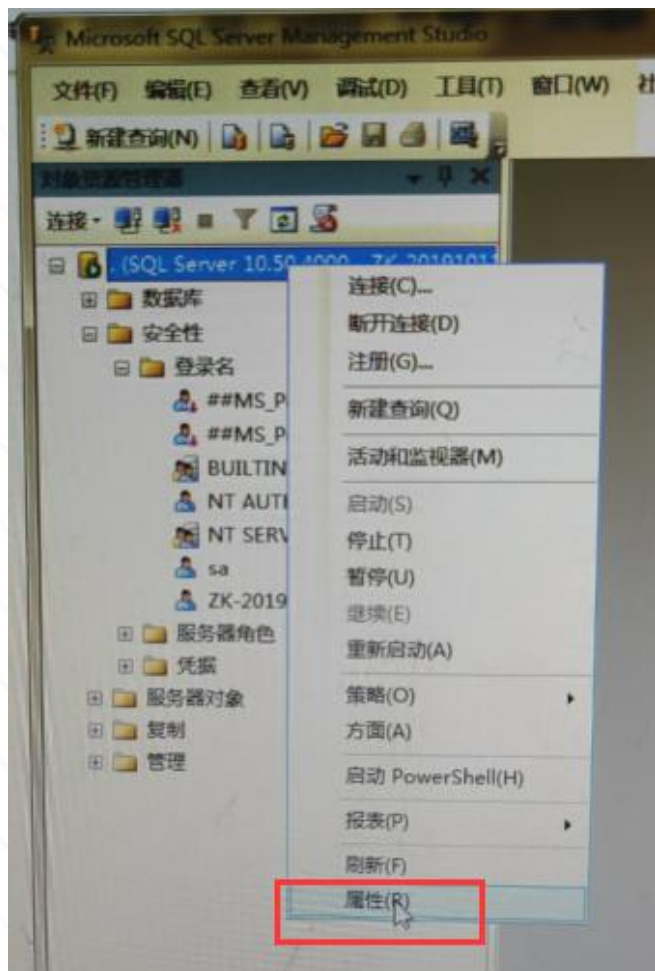 Microsoft SQL Server Management Studio
文件(F) 编辑(E) 查看(V) 调试(D) 工具(T) 窗口(W) 社
新建查询(N)
对象资源管理器
连接
. (SQL Server 10.50.4000 - ZK-20191011
数据库
安全性
登录名
##MS_P
##MS_P
BUILTIN
NT AUTH
NT SERV
sa
ZK-2019
服务器角色
凭据
服务器对象
复制
管理
连接(C)...
断开连接(D)
注册(G)...
新建查询(Q)
活动和监视器(M)
启动(S)
停止(T)
暂停(U)
继续(E)
重新启动(A)
策略(O)
方面(A)
启动 PowerShell(H)
报表(P)
刷新(F)
属性(R)